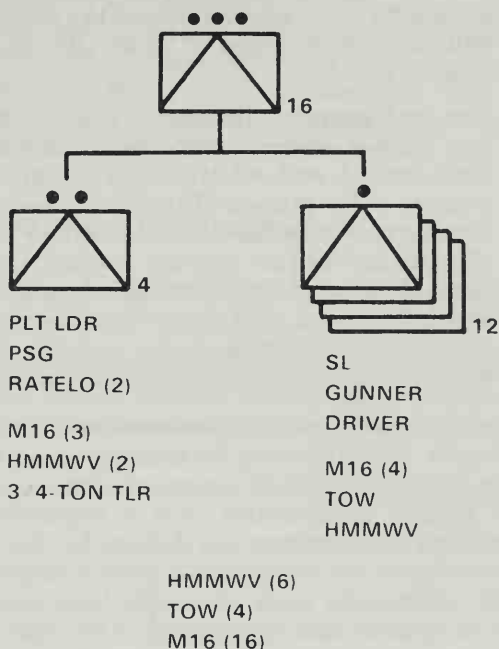 16
4
PLT LDR
PSG
RATELO (2)
M16 (3)
HMMWV (2)
3 4-TON TLR
12
SL
GUNNER
DRIVER
M16 (4)
TOW
HMMWV
HMMWV (6)
TOW (4)
M16 (16)